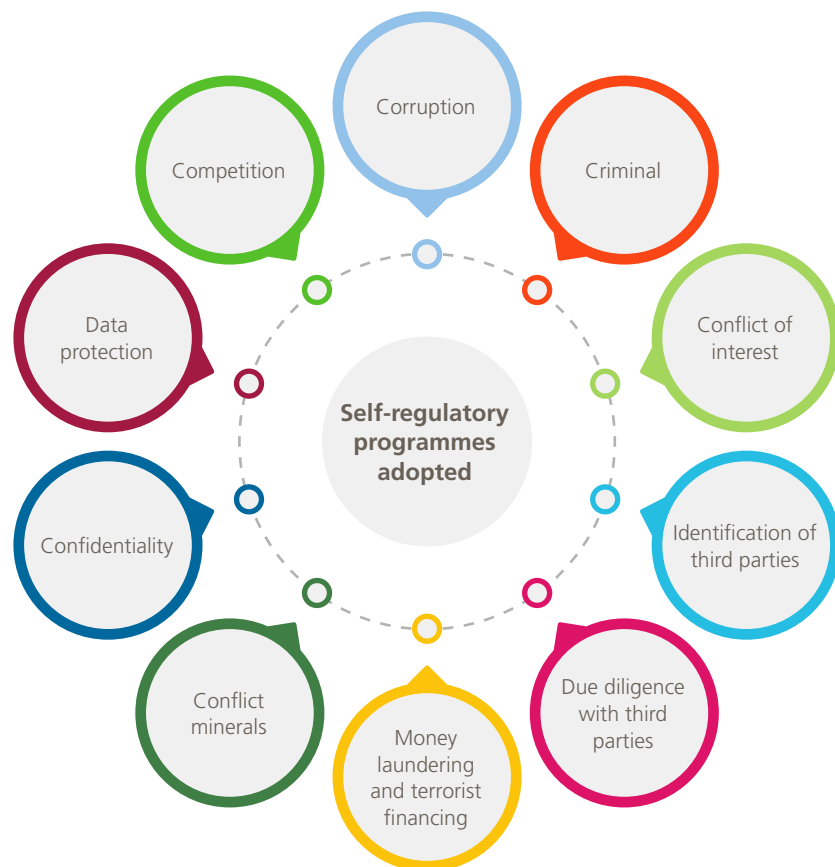 Corruption
Criminal
Conflict of
interest
Identification of
third parties
Due diligence
with third
parties
Money
laundering
and terrorist
financing
Conflict
minerals
Confidentiality
Data
protection
Competition
Self-regulatory
programmes
adopted